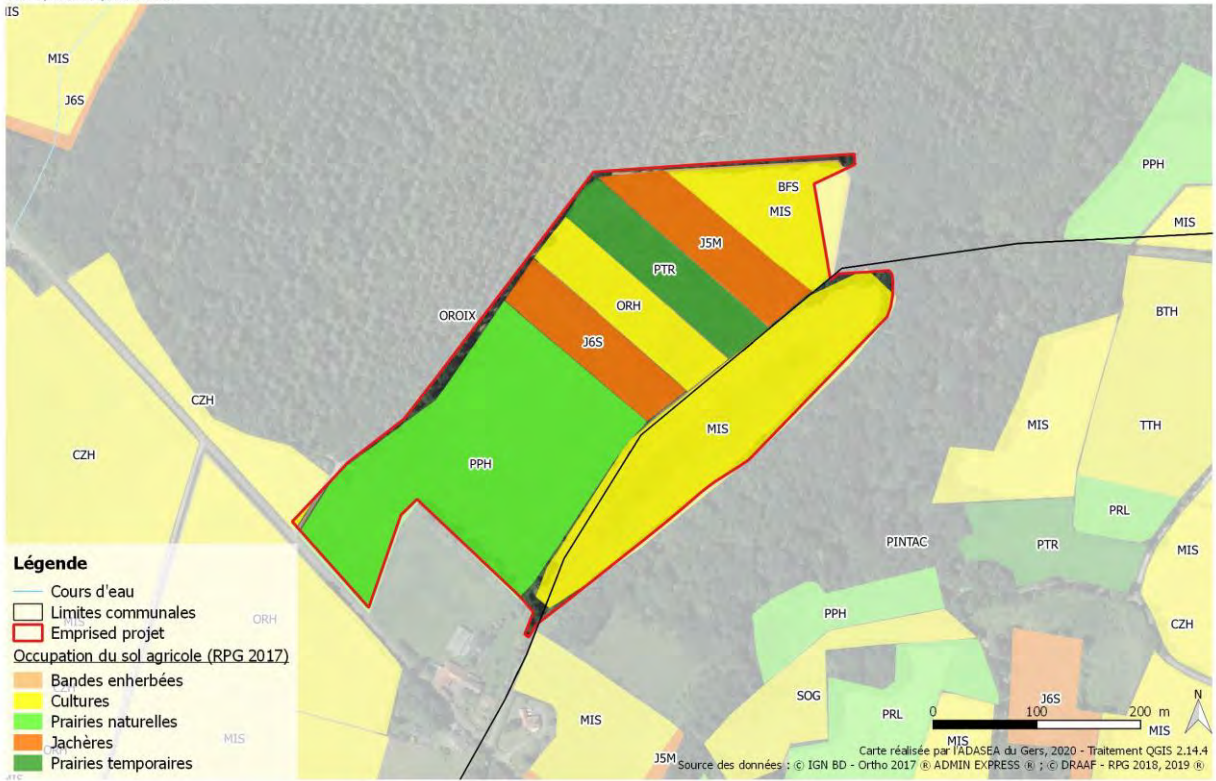 IS
MIS
J6S
PPH
MIS
BFS
MIS
J5M
PTR
ORH
OROIX
J6S
BTH
CZH
CZH
MIS
MIS
TTH
PPH
PRL
PINTAC
PTR
MIS
PPH
CZH
SOG
J6S
PRL
MIS
MIS
MIS
J5M
Légende
Cours d'eau
Limites communales
MIS
Emprised projet
ORH
Occupation du sol agricole (RPG 2017)
Bandes enherbées
CZH
Cultures
Prairies naturelles
Jachères
MIS
ORH
Prairies temporaires
MIS
N
0 100 200 m
Carte réalisée par l'ADASEA du Gers, 2020 - Traitement QGIS 2.14.4
Source des données : © IGN BD - Ortho 2017 ® ADMIN EXPRESS ® ; © DRAAF - RPG 2018, 2019 ®